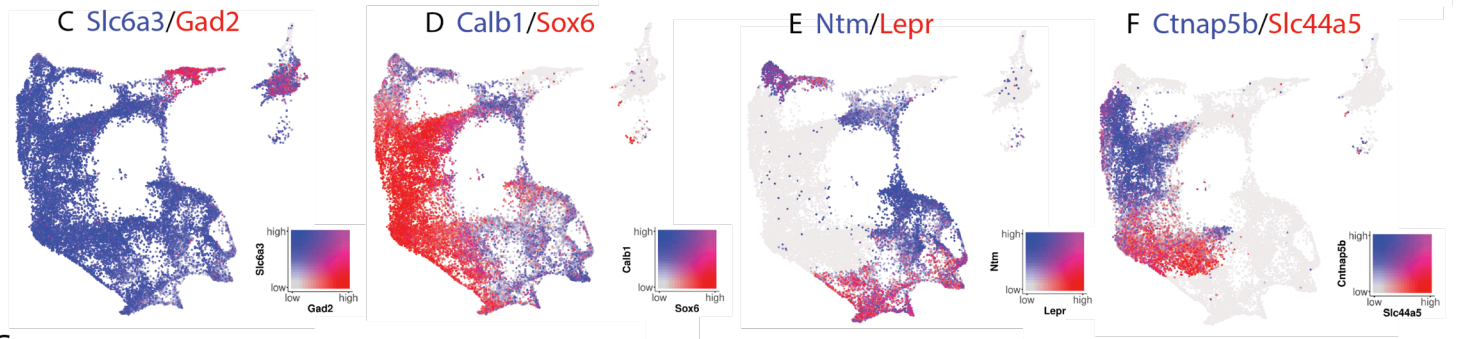 C Slc6a3/Gad2
high
Slc6a3
low
low high
Gad2
D Calb1/Sox6
high
Calb1
low
low high
Sox6
E Ntm/Lepr
high
Ntm
low
low high
Lepr
F Ctnap5b/Slc44a5
high
Cntnap5b
low
low high
Slc44a5